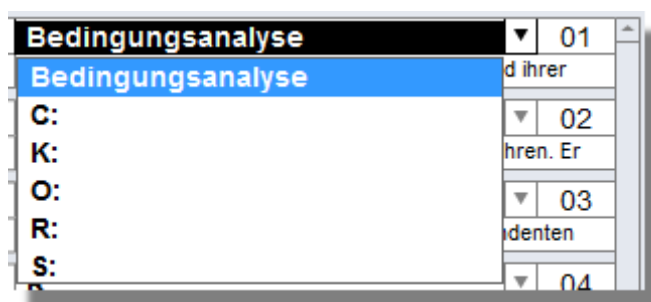 Bedingungsanalyse 01
Bedingungsanalyse
d ihrer
C:
02
K:
hren. Er
O:
03
R:
denten
S:
04